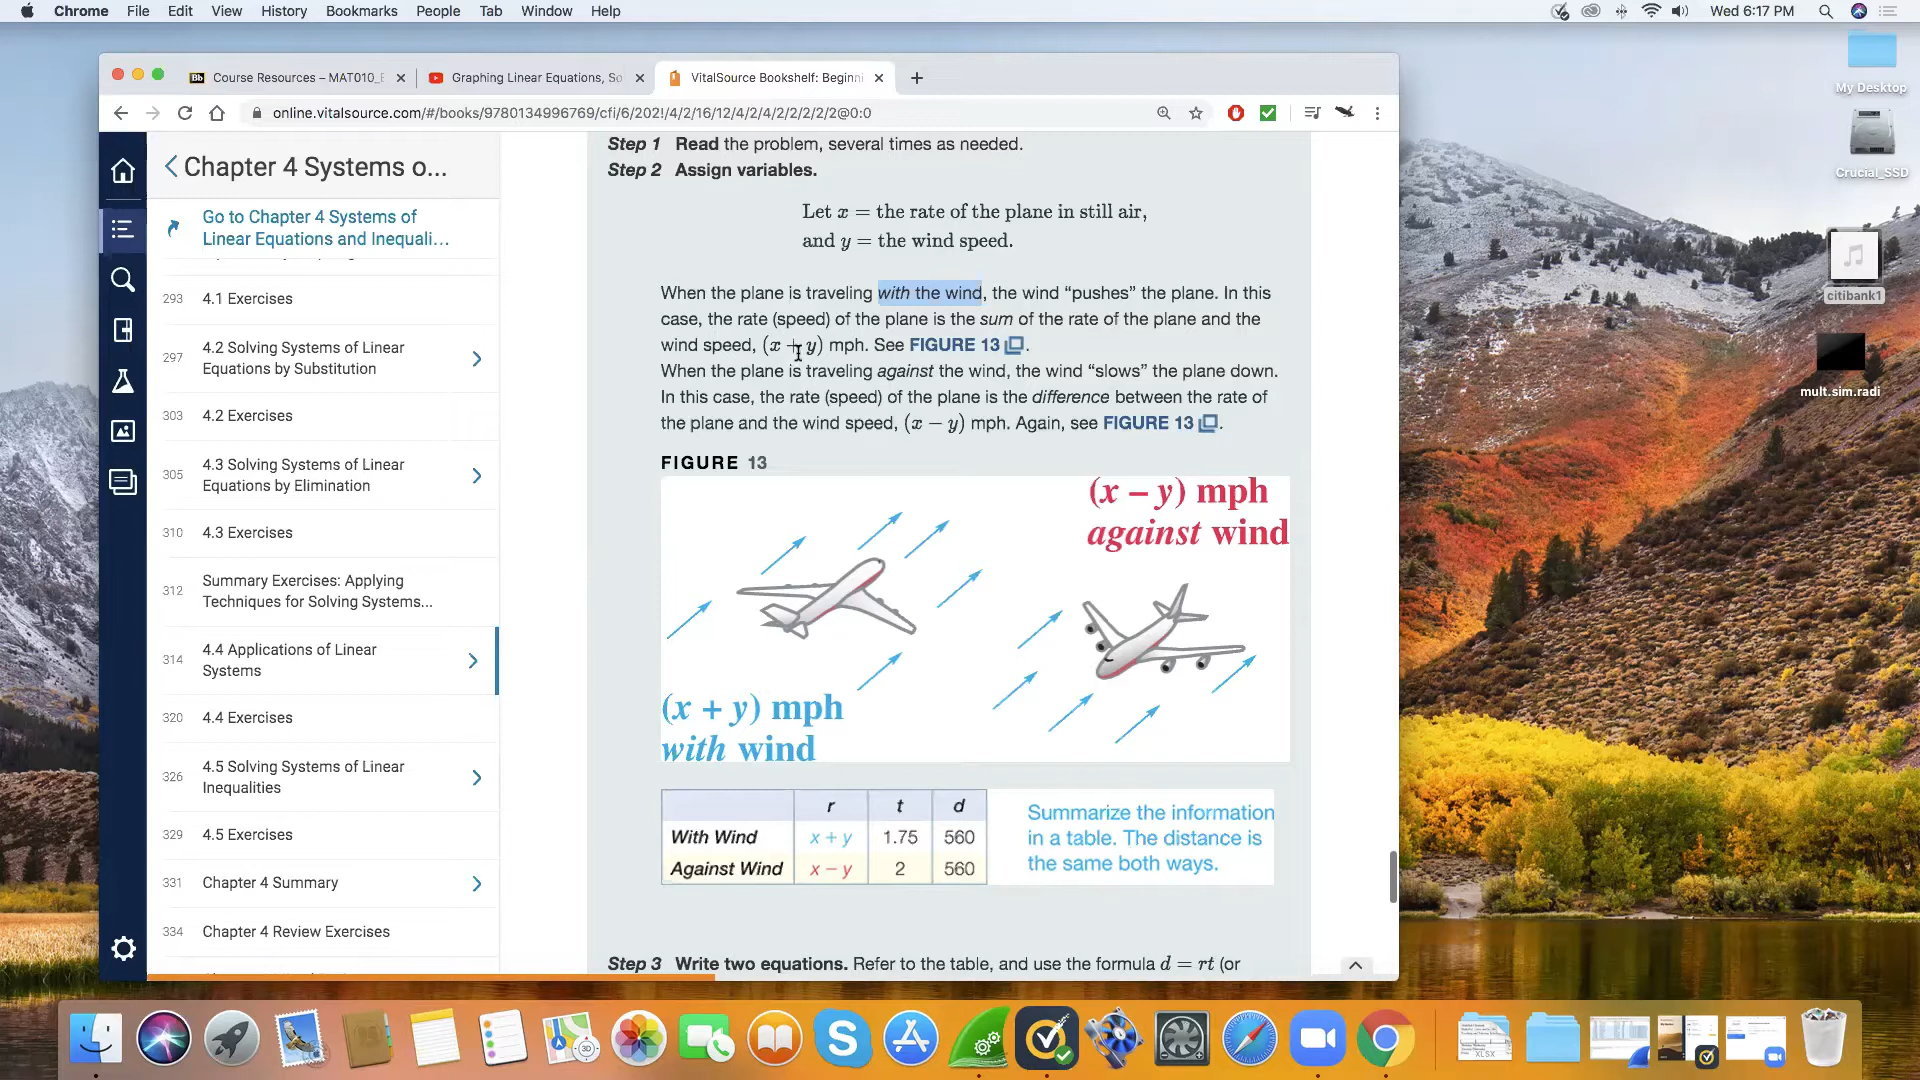 Chrome File Edit View History Bookmarks People Tab Window Help
Wed 6:17 PM
Bb Course Resources – MAT010_E
Graphing Linear Equations, So
VitalSource Bookshelf: Beginni
online.vitalsource.com/#/books/9780134996769/cfi/6/202!/4/2/16/12/4/2/4/2/2/2/2/2@0:0
Chapter 4 Systems o...
Go to Chapter 4 Systems of
Linear Equations and Inequali...
293 4.1 Exercises
297 4.2 Solving Systems of Linear
Equations by Substitution
303 4.2 Exercises
305 4.3 Solving Systems of Linear
Equations by Elimination
310 4.3 Exercises
312 Summary Exercises: Applying
Techniques for Solving Systems...
314 4.4 Applications of Linear
Systems
320 4.4 Exercises
326 4.5 Solving Systems of Linear
Inequalities
329 4.5 Exercises
331 Chapter 4 Summary
334 Chapter 4 Review Exercises
Step 1 Read the problem, several times as needed.
Step 2 Assign variables.
Let x = the rate of the plane in still air,
and y = the wind speed.
When the plane is traveling with the wind, the wind “pushes” the plane. In this
case, the rate (speed) of the plane is the sum of the rate of the plane and the
wind speed, (x + y) mph. See FIGURE 13.
When the plane is traveling against the wind, the wind “slows” the plane down.
In this case, the rate (speed) of the plane is the difference between the rate of
the plane and the wind speed, (x − y) mph. Again, see FIGURE 13.
FIGURE 13
(x − y) mph
against wind
(x + y) mph
with wind
r t d
With Wind x + y 1.75 560
Against Wind x − y 2 560
Summarize the information
in a table. The distance is
the same both ways.
Step 3 Write two equations. Refer to the table, and use the formula d = rt (or
My Desktop
Crucial_SSD
citibank1
mult.sim.radi
3D
XLSX